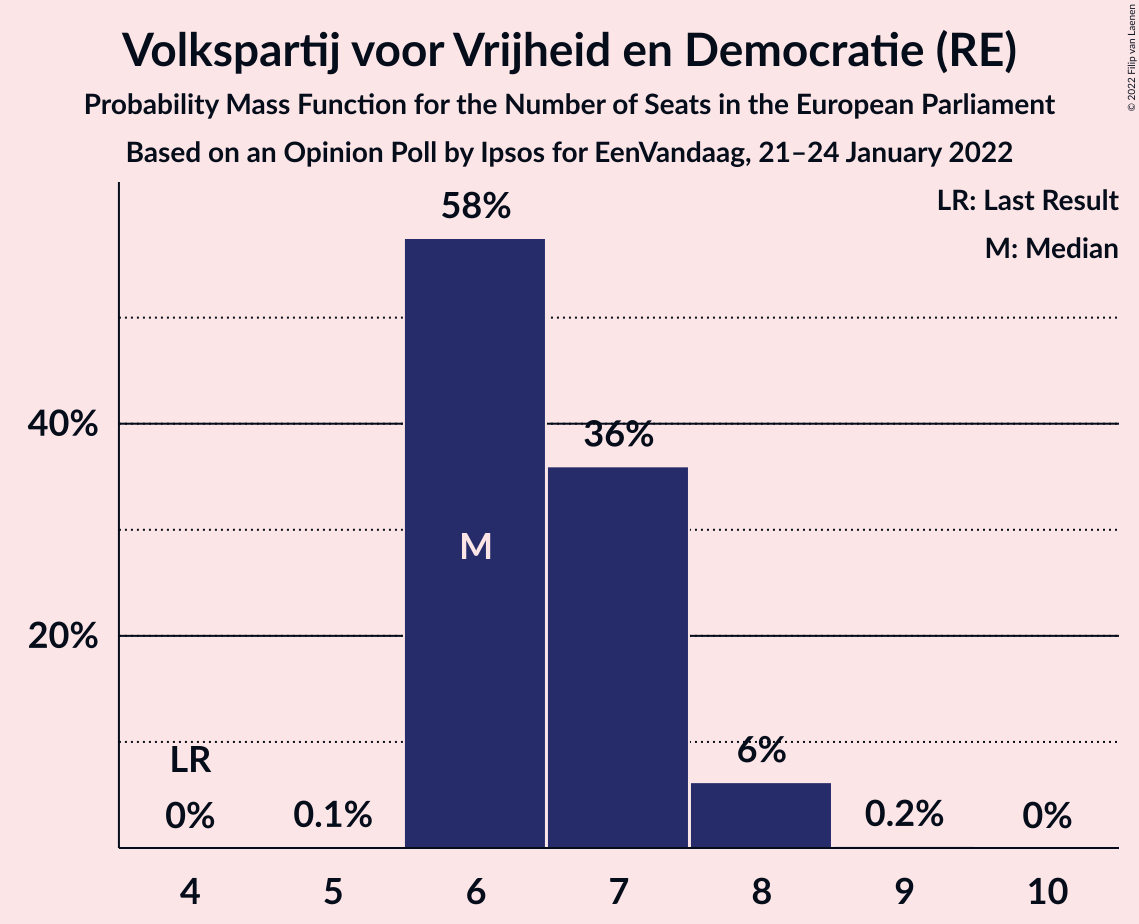 Volkspartij voor Vrijheid en Democratie (RE)
Probability Mass Function for the Number of Seats in the European Parliament
Based on an Opinion Poll by Ipsos for EenVandaag, 21–24 January 2022
© 2022 Filip van Laenen
LR: Last Result
M: Median
58%
40%
36%
M
20%
LR
6%
0%
0.1%
0.2%
0%
4 5 6 7 8 9 10